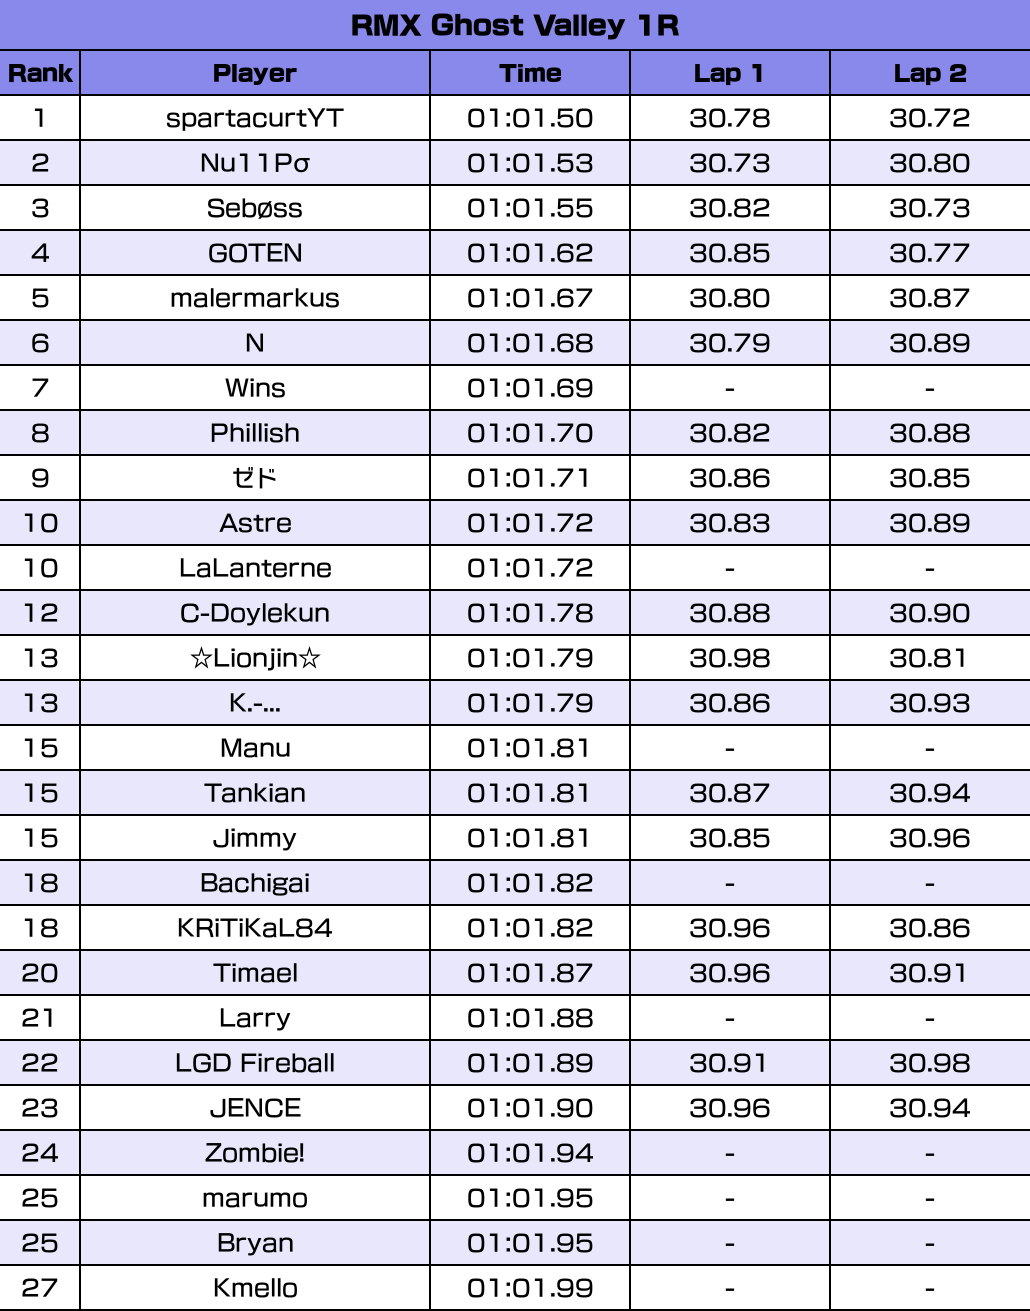 RMX Ghost Valley 1R
Rank Player Time Lap 1 Lap 2
1 spartacurtYT 01:01.50 30.78 30.72
2 Nu11Pσ 01:01.53 30.73 30.80
3 Sebøss 01:01.55 30.82 30.73
4 GOTEN 01:01.62 30.85 30.77
5 malermarkus 01:01.67 30.80 30.87
6 N 01:01.68 30.79 30.89
7 Wins 01:01.69 - -
8 Phillish 01:01.70 30.82 30.88
9 ゼド 01:01.71 30.86 30.85
10 Astre 01:01.72 30.83 30.89
10 LaLanterne 01:01.72 - -
12 C-Doylekun 01:01.78 30.88 30.90
13 ☆Lionjin☆ 01:01.79 30.98 30.81
13 K.-... 01:01.79 30.86 30.93
15 Manu 01:01.81 - -
15 Tankian 01:01.81 30.87 30.94
15 Jimmy 01:01.81 30.85 30.96
18 Bachigai 01:01.82 - -
18 KRiTiKaL84 01:01.82 30.96 30.86
20 Timael 01:01.87 30.96 30.91
21 Larry 01:01.88 - -
22 LGD Fireball 01:01.89 30.91 30.98
23 JENCE 01:01.90 30.96 30.94
24 Zombie! 01:01.94 - -
25 marumo 01:01.95 - -
25 Bryan 01:01.95 - -
27 Kmello 01:01.99 - -